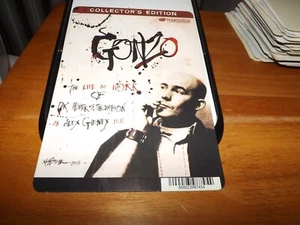 COLLECTOR'S EDITION
GONZO
THE LIFE AND WORK
OF
DR. HUNTER S. THOMPSON
AN ALEX GIBNEY FILM